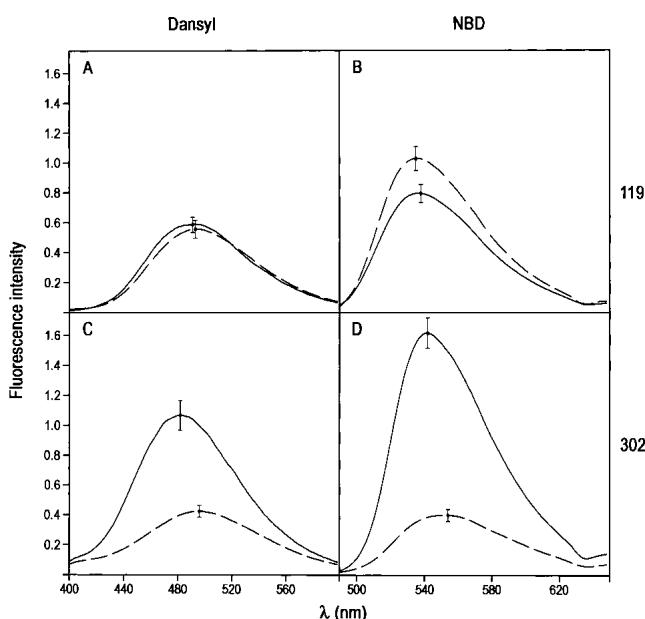 Dansyl NBD
A B
1.6 1.4 1.2 1.0 0.8 0.6 0.4 0.2
119
C D
1.6 1.4 1.2 1.0 0.8 0.6 0.4 0.2
302
Fluorescence intensity
400 440 480 520 560 500 540 580 620
λ (nm)